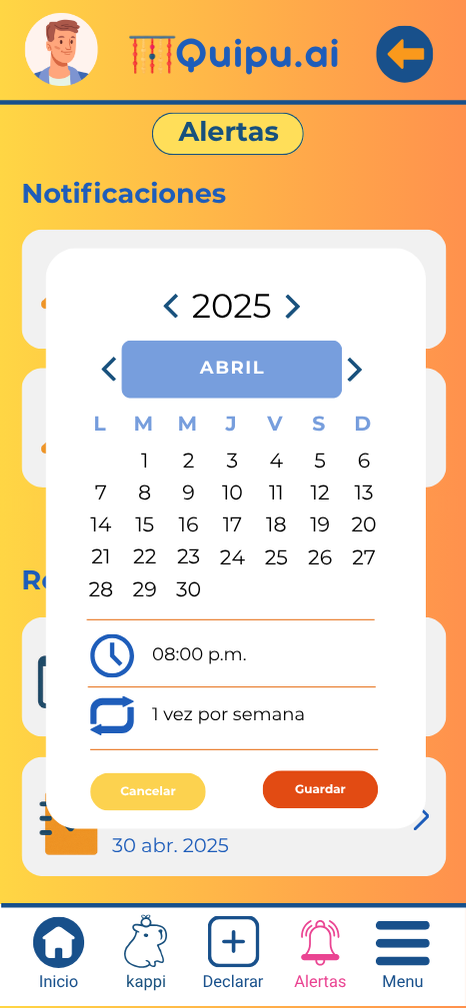 Quipu.ai
Alertas
Notificaciones
2025
ABRIL
L M M J V S D
1 2 3 4 5 6
7 8 9 10 11 12 13
14 15 16 17 18 19 20
21 22 23 24 25 26 27
28 29 30
08:00 p.m.
1 vez por semana
Cancelar Guardar
30 abr. 2025
Inicio kappi Declarar Alertas Menu